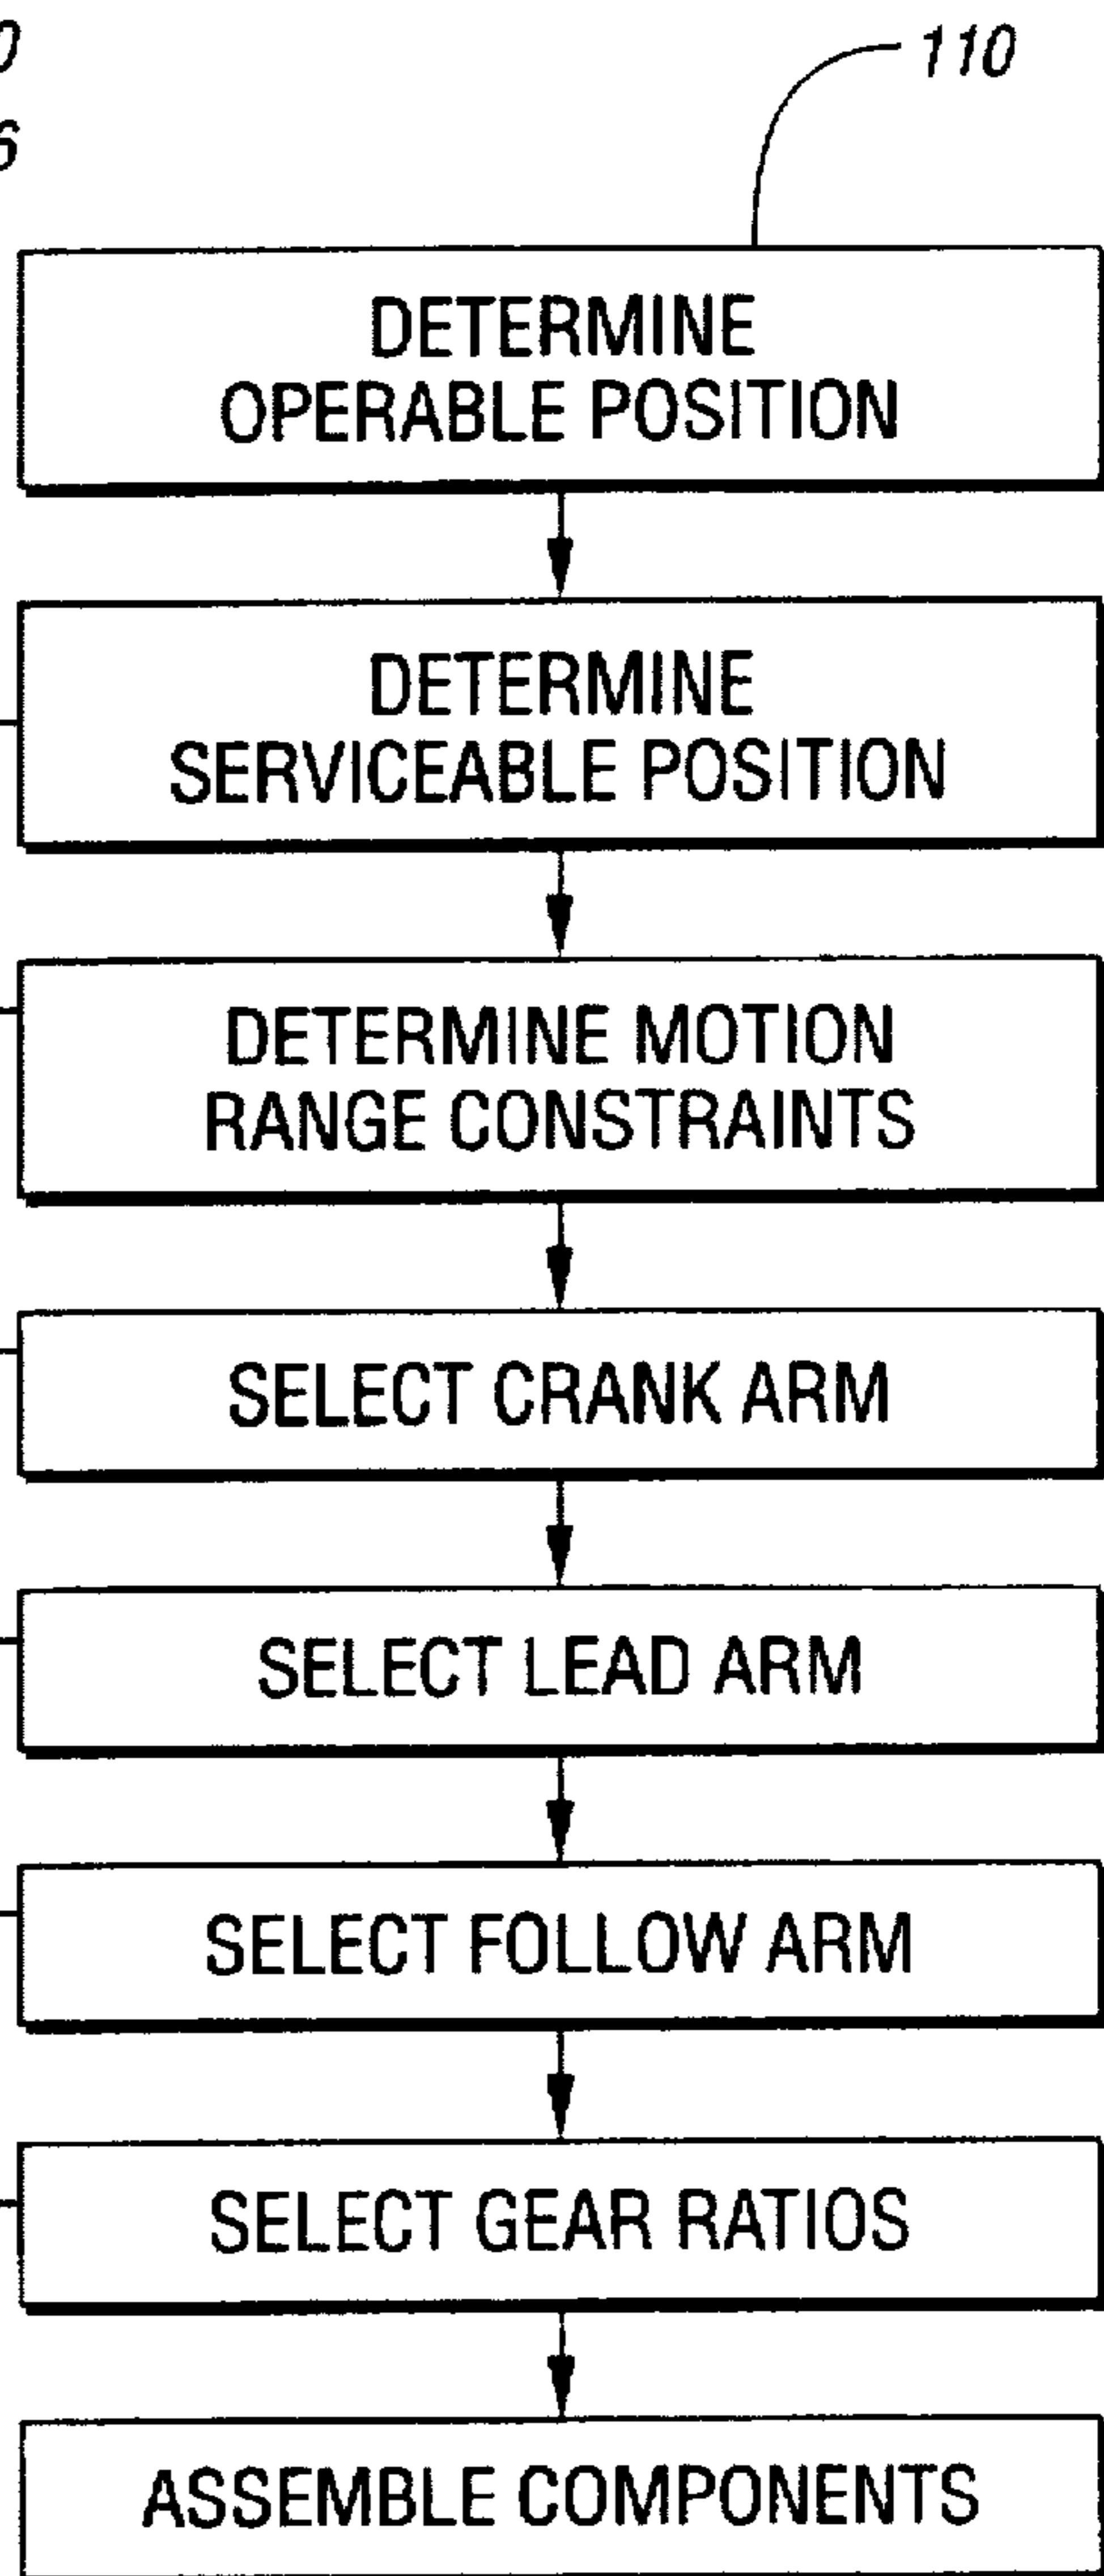 110
DETERMINE
OPERABLE POSITION
DETERMINE
SERVICEABLE POSITION
DETERMINE MOTION
RANGE CONSTRAINTS
SELECT CRANK ARM
SELECT LEAD ARM
SELECT FOLLOW ARM
SELECT GEAR RATIOS
ASSEMBLE COMPONENTS